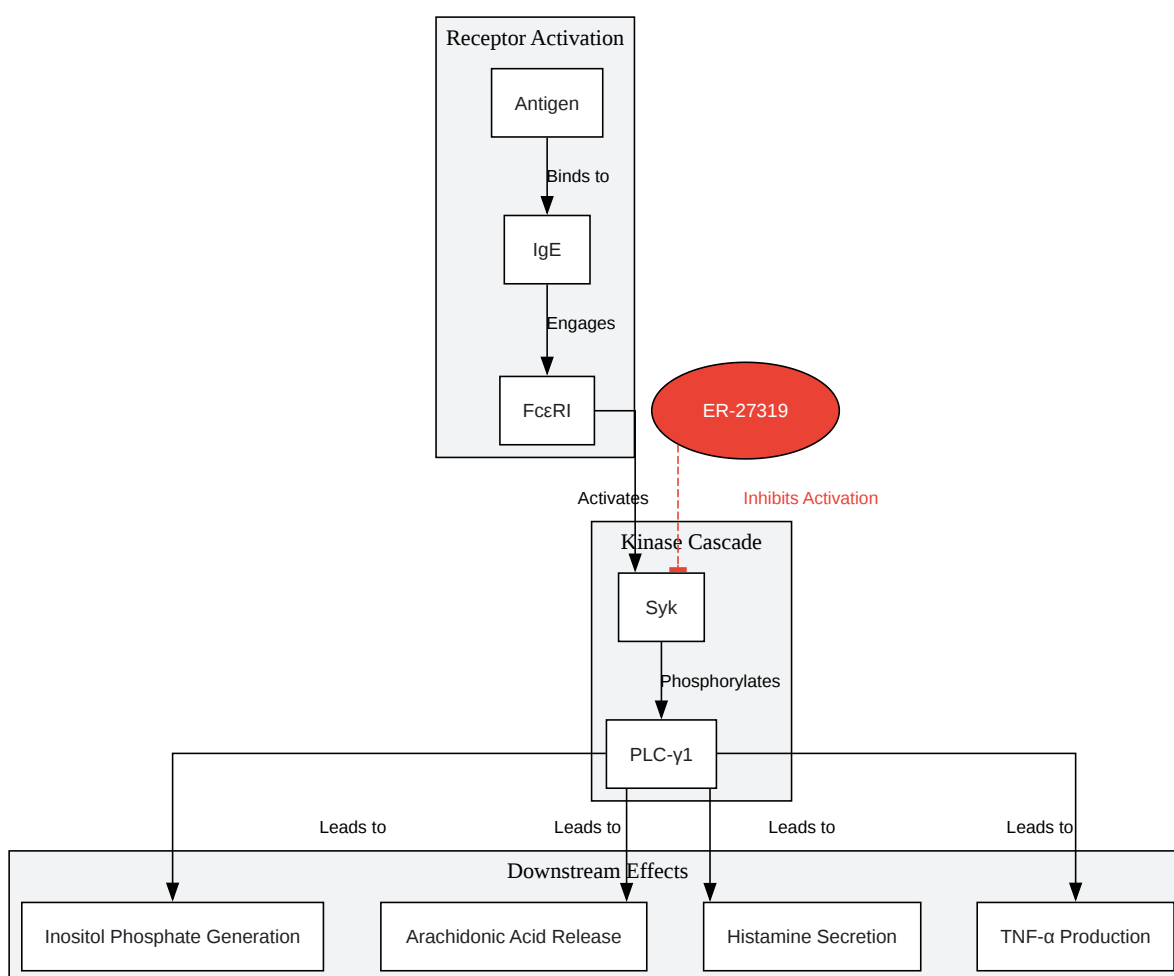 Receptor Activation
Antigen
Binds to
IgE
Engages
FcεRI
ER-27319
Activates
Inhibits Activation
Kinase Cascade
Syk
Phosphorylates
PLC-γ1
Leads to
Leads to
Leads to
Leads to
Downstream Effects
Inositol Phosphate Generation
Arachidonic Acid Release
Histamine Secretion
TNF-α Production